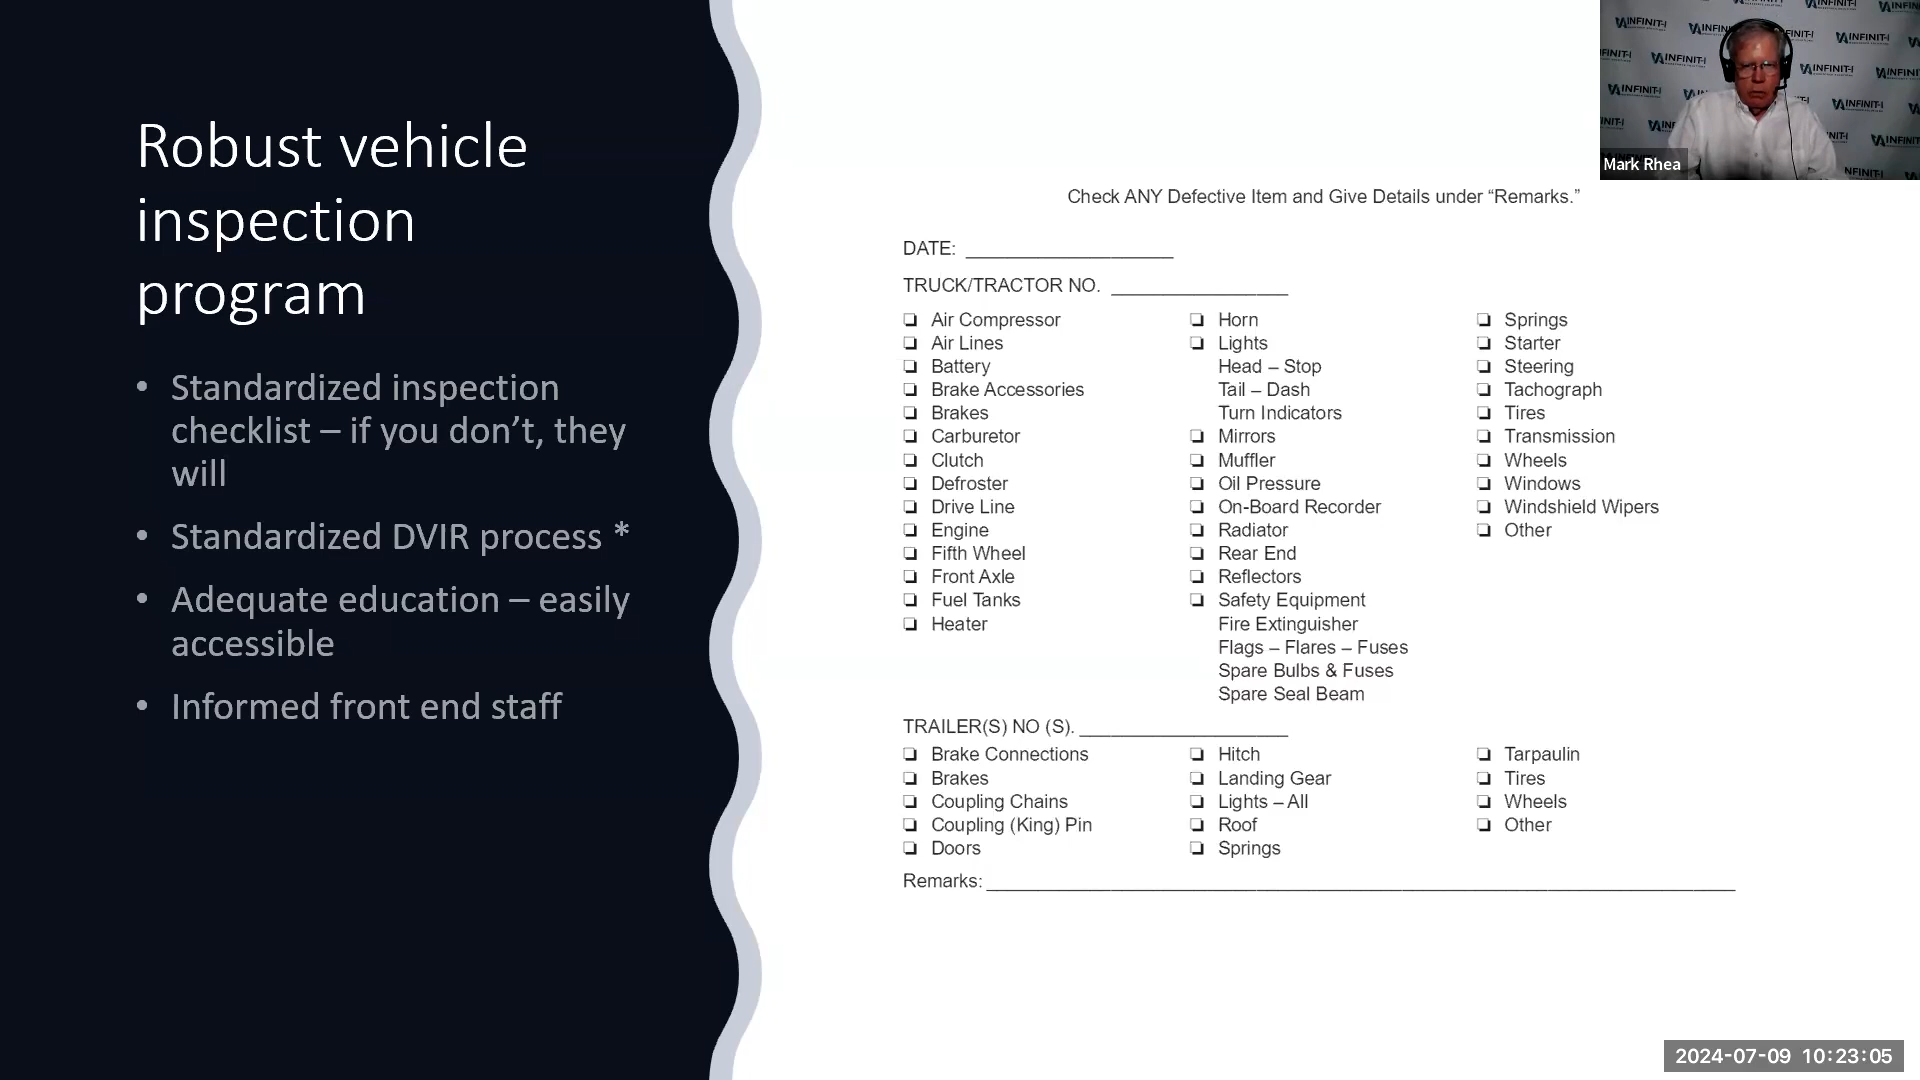 Robust vehicle
inspection
program
• Standardized inspection
checklist – if you don’t, they
will
• Standardized DVIR process *
• Adequate education – easily
accessible
• Informed front end staff
Check ANY Defective Item and Give Details under “Remarks.”
DATE: ____________________
TRUCK/TRACTOR NO. _________________
❏ Air Compressor
❏ Air Lines
❏ Battery
❏ Brake Accessories
❏ Brakes
❏ Carburetor
❏ Clutch
❏ Defroster
❏ Drive Line
❏ Engine
❏ Fifth Wheel
❏ Front Axle
❏ Fuel Tanks
❏ Heater
❏ Horn
❏ Lights
Head – Stop
Tail – Dash
Turn Indicators
❏ Mirrors
❏ Muffler
❏ Oil Pressure
❏ On-Board Recorder
❏ Radiator
❏ Rear End
❏ Reflectors
❏ Safety Equipment
Fire Extinguisher
Flags – Flares – Fuses
Spare Bulbs & Fuses
Spare Seal Beam
❏ Springs
❏ Starter
❏ Steering
❏ Tachograph
❏ Tires
❏ Transmission
❏ Wheels
❏ Windows
❏ Windshield Wipers
❏ Other
TRAILER(S) NO (S). ____________________
❏ Brake Connections
❏ Brakes
❏ Coupling Chains
❏ Coupling (King) Pin
❏ Doors
❏ Hitch
❏ Landing Gear
❏ Lights – All
❏ Roof
❏ Springs
❏ Tarpaulin
❏ Tires
❏ Wheels
❏ Other
Remarks: ________________________________________________________________________
INFINIT-I
Mark Rhea
2024-07-09 10:23:05